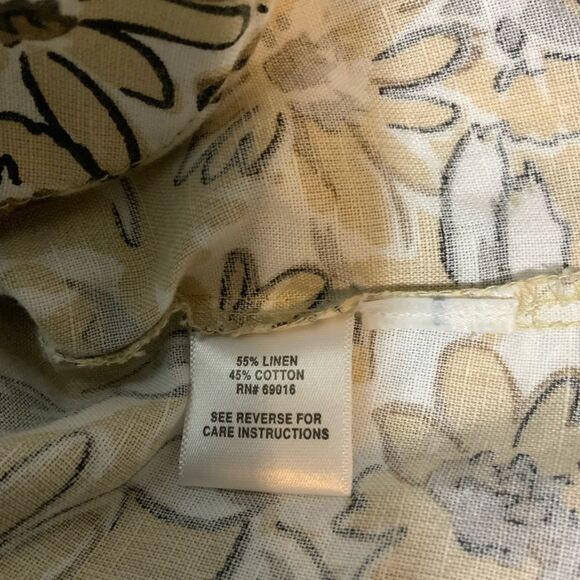 55% LINEN
45% COTTON
RN# 69016
SEE REVERSE FOR
CARE INSTRUCTIONS